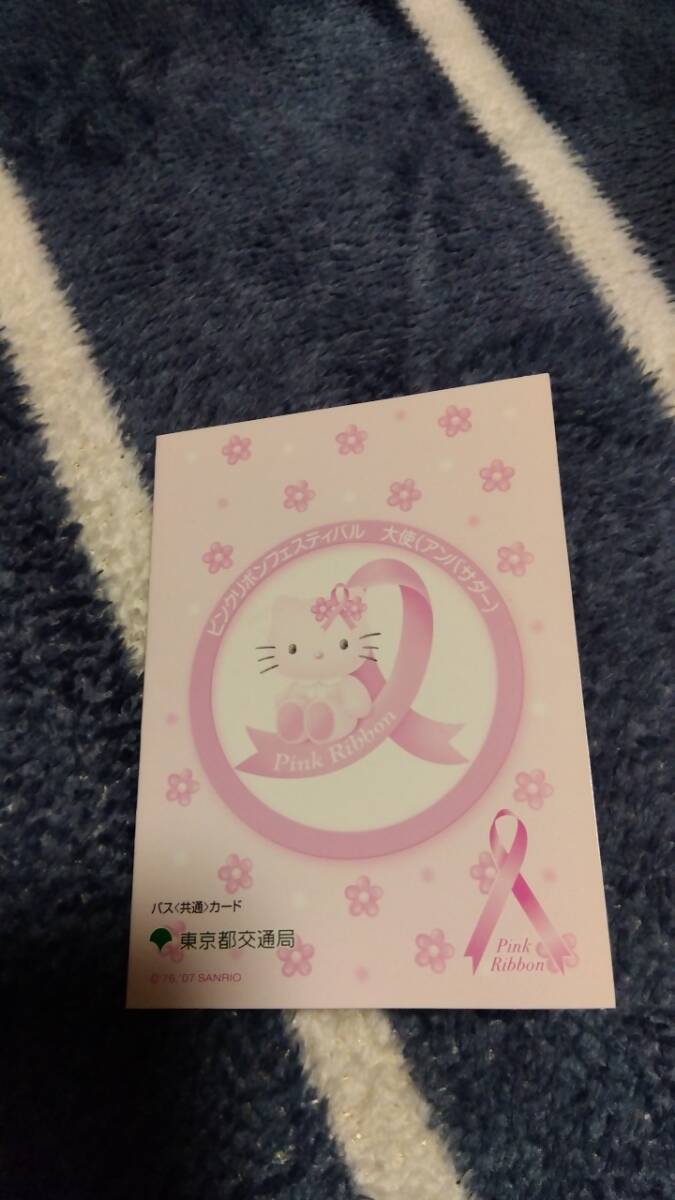 ピンクリボンフェスティバル 大使(アンバサダー)
Pink Ribbon
バス〈共通〉カード
東京都交通局
©'76,'07 SANRIO
Pink
Ribbon